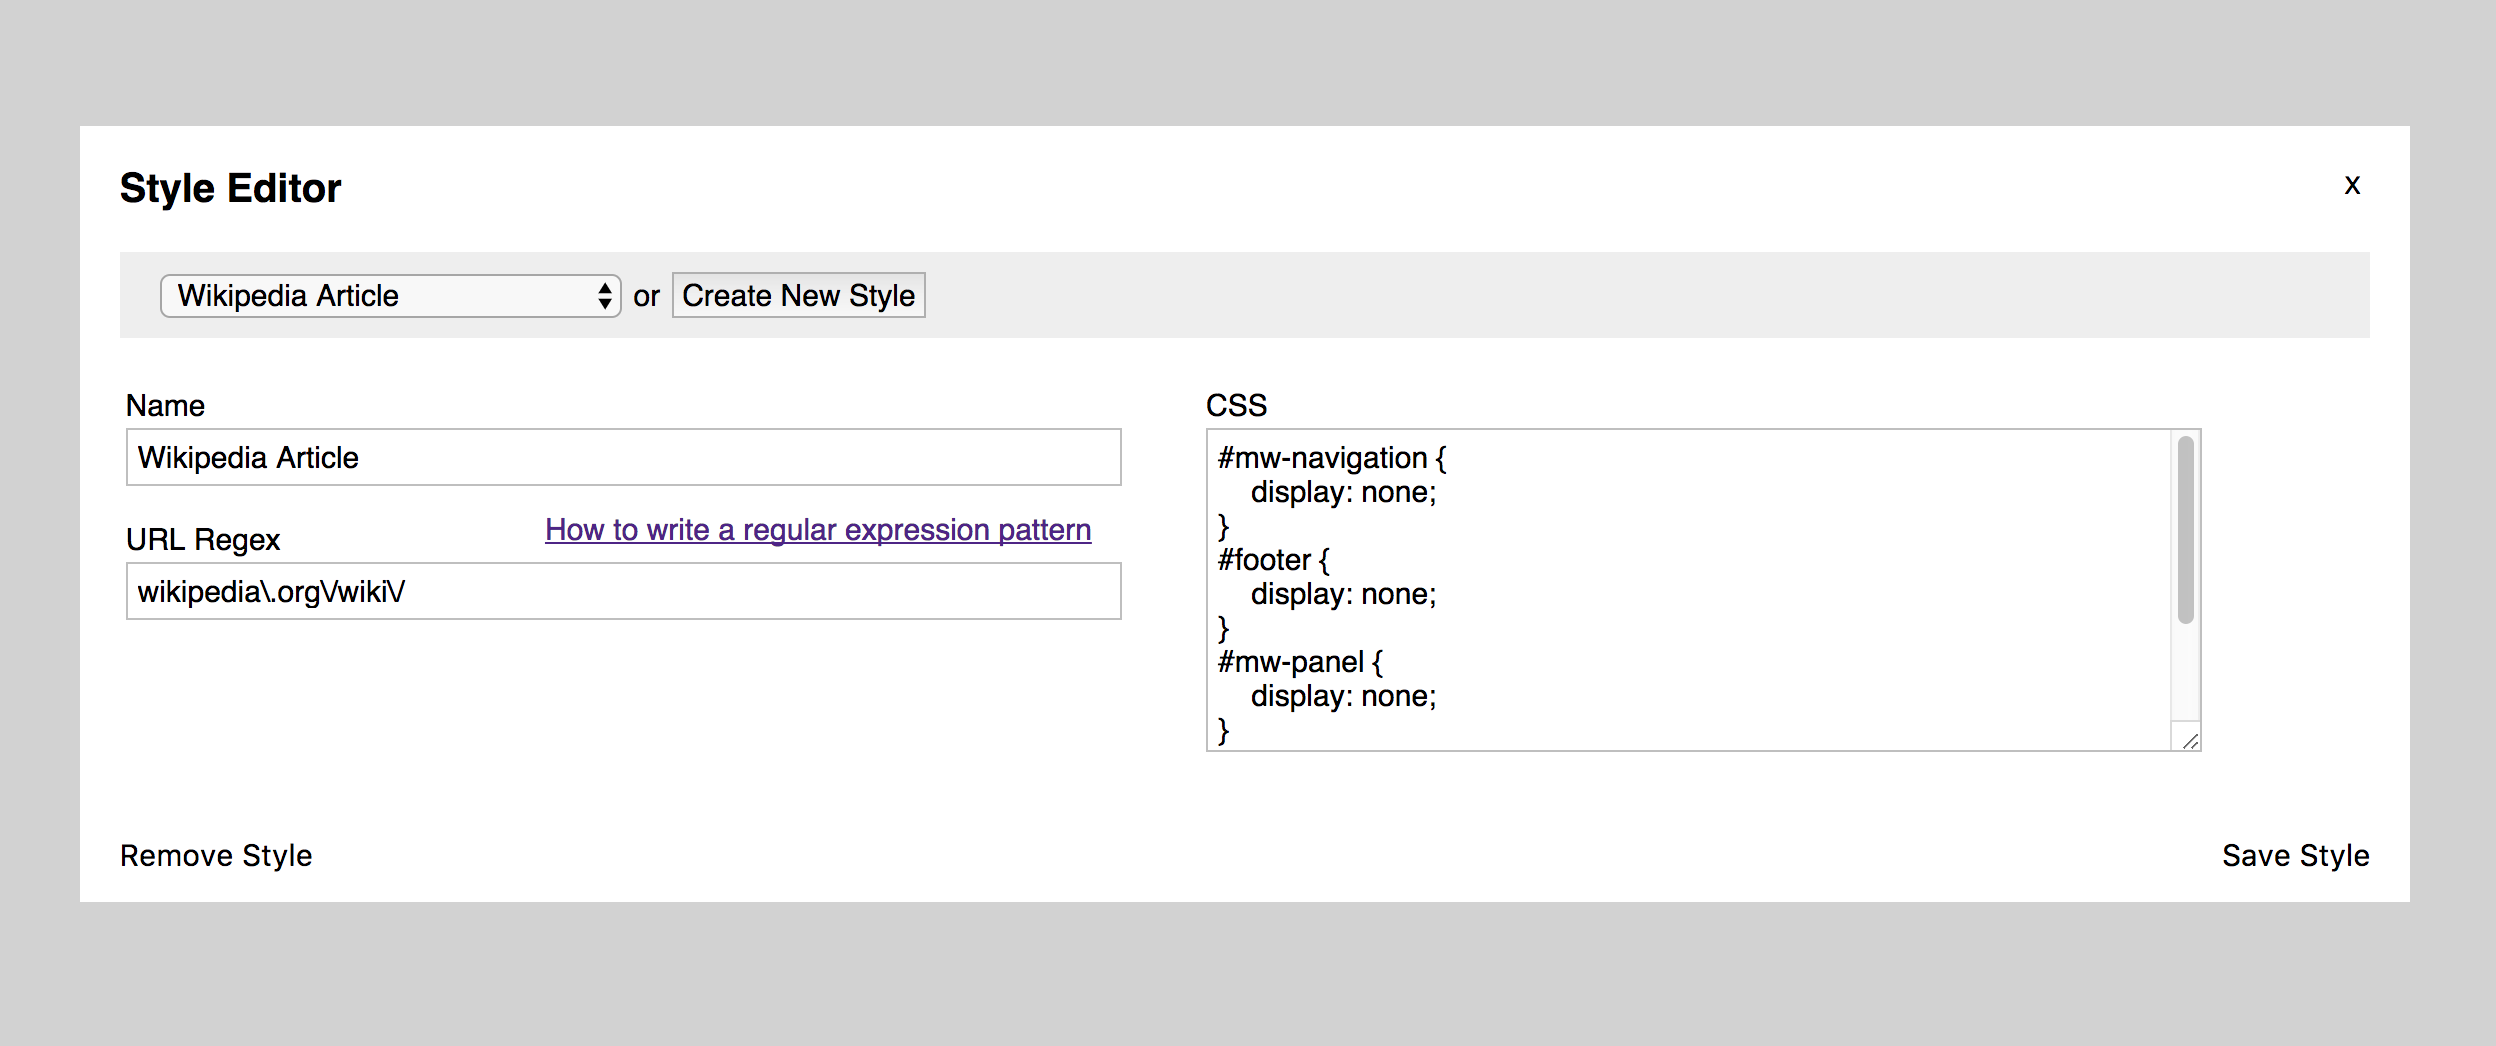 Style Editor
x
Wikipedia Article or Create New Style
Name
Wikipedia Article
URL Regex
How to write a regular expression pattern
wikipedia\.org\/wiki\/
CSS
#mw-navigation {
    display: none;
}
#footer {
    display: none;
}
#mw-panel {
    display: none;
}
Remove Style
Save Style